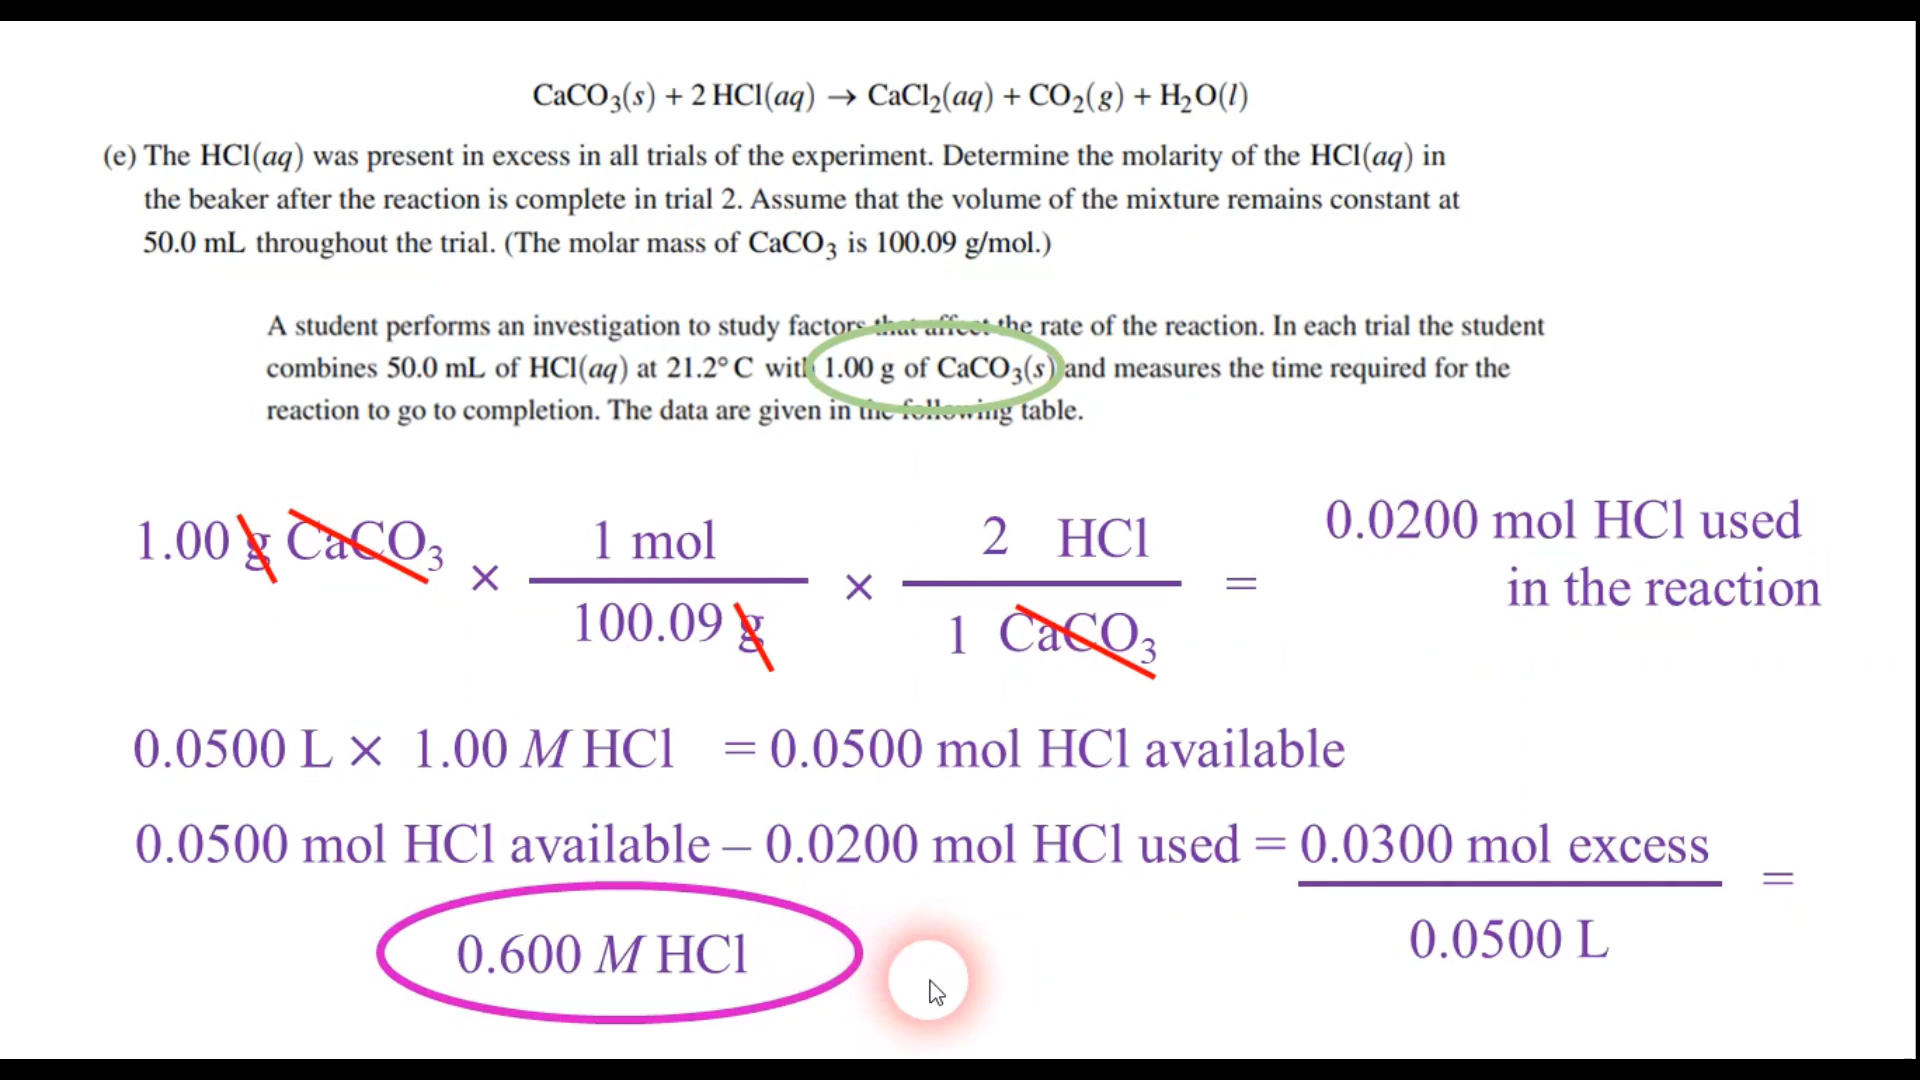 CaCO₃(s) + 2 HCl(aq) → CaCl₂(aq) + CO₂(g) + H₂O(l)
(e) The HCl(aq) was present in excess in all trials of the experiment. Determine the molarity of the HCl(aq) in
the beaker after the reaction is complete in trial 2. Assume that the volume of the mixture remains constant at
50.0 mL throughout the trial. (The molar mass of CaCO₃ is 100.09 g/mol.)
A student performs an investigation to study factors that affect the rate of the reaction. In each trial the student
combines 50.0 mL of HCl(aq) at 21.2° C with 1.00 g of CaCO₃(s) and measures the time required for the
reaction to go to completion. The data are given in the following table.
1.00 g CaCO₃ × 1 mol / 100.09 g × 2 HCl / 1 CaCO₃ = 0.0200 mol HCl used
in the reaction
0.0500 L × 1.00 M HCl = 0.0500 mol HCl available
0.0500 mol HCl available – 0.0200 mol HCl used = 0.0300 mol excess / 0.0500 L =
0.600 M HCl